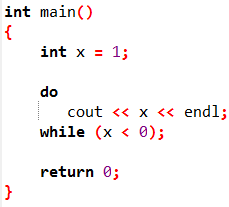 int main()
{
    int x = 1;

    do
       cout << x << endl;
    while (x < 0);

    return 0;
}